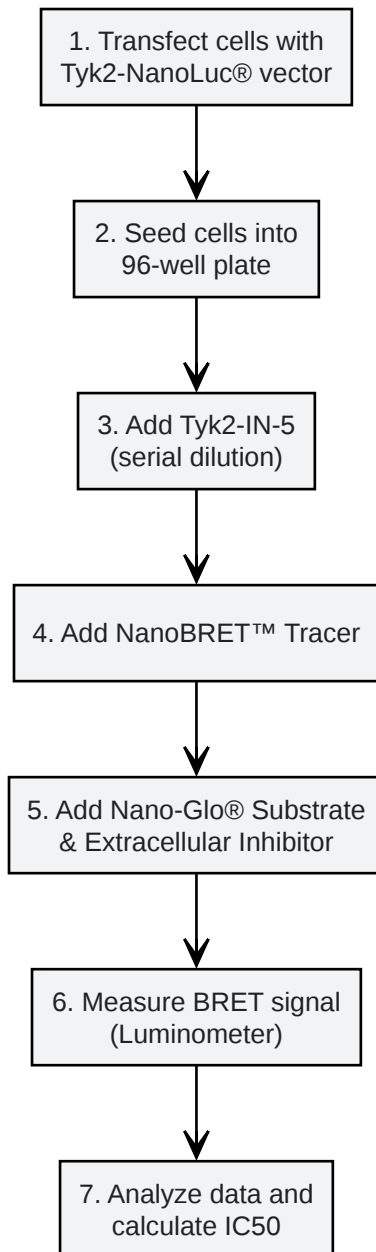 1. Transfect cells with
Tyk2-NanoLuc® vector
2. Seed cells into
96-well plate
3. Add Tyk2-IN-5
(serial dilution)
4. Add NanoBRET™ Tracer
5. Add Nano-Glo® Substrate
& Extracellular Inhibitor
6. Measure BRET signal
(Luminometer)
7. Analyze data and
calculate IC50